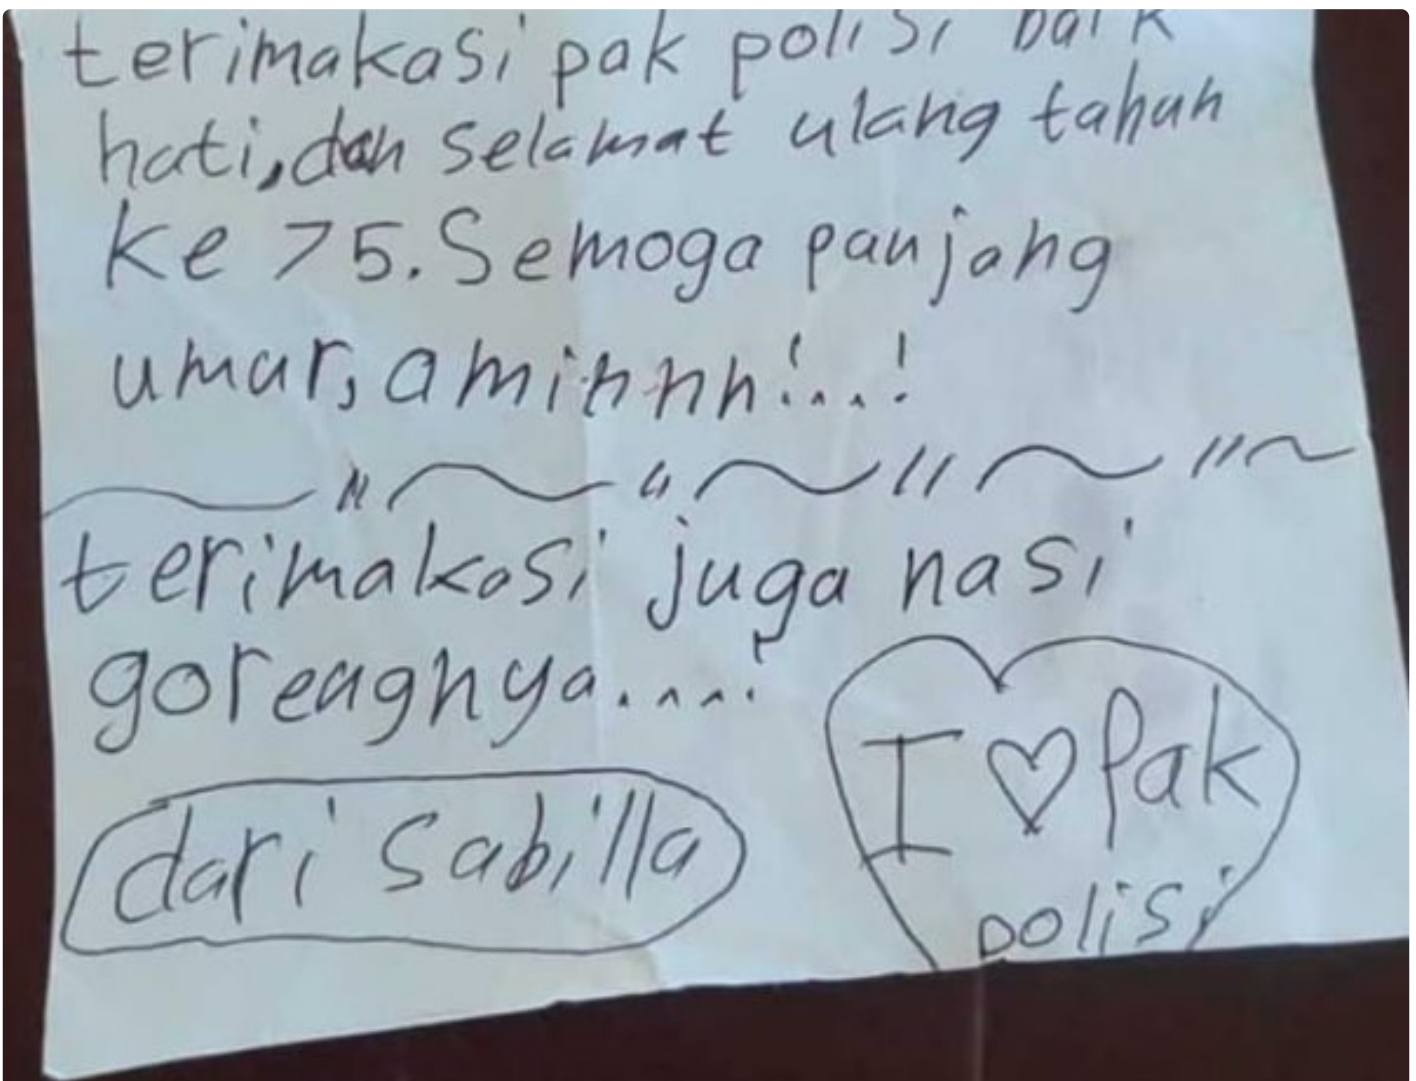 terimakasi pak polisi baik
hati, dan selamat ulang tahun
ke 75. Semoga panjang
umur, aminnn!...!
terimakasi juga nasi
goreagnya....!
dari sabilla
I ♡ Pak
polisi